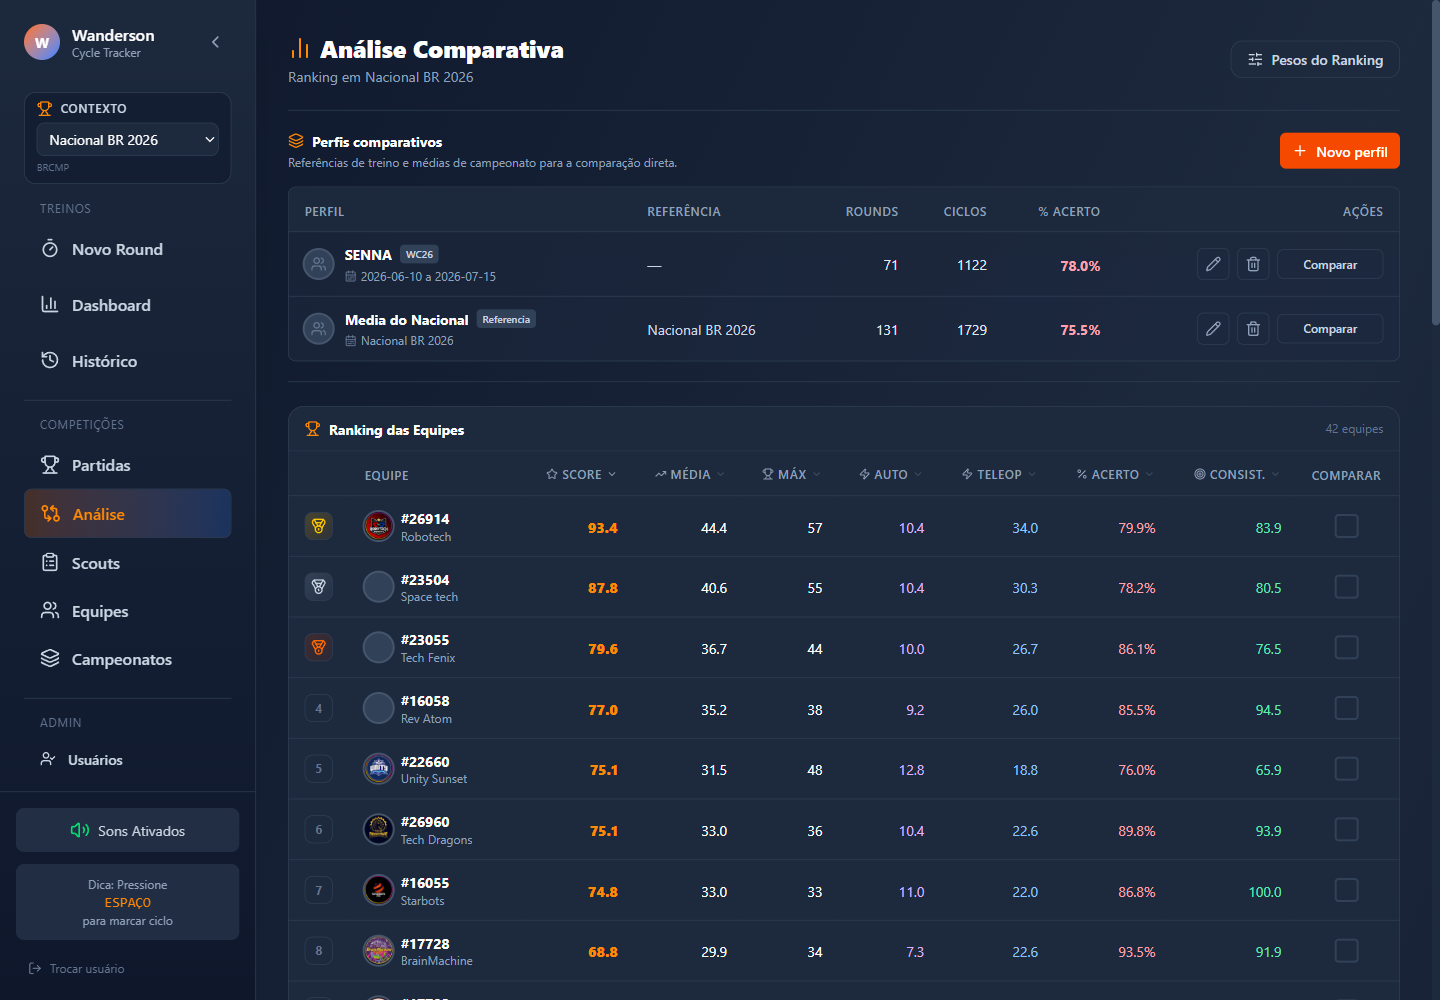 W
Wanderson
Cycle Tracker
CONTEXTO
Nacional BR 2026
BRCMP
TREINOS
Novo Round
Dashboard
Histórico
COMPETIÇÕES
Partidas
Análise
Scouts
Equipes
Campeonatos
ADMIN
Usuários
Sons Ativados
Dica: Pressione
ESPAÇO
para marcar ciclo
Trocar usuário
Análise Comparativa
Ranking em Nacional BR 2026
Pesos do Ranking
Perfis comparativos
Referências de treino e médias de campeonato para a comparação direta.
+ Novo perfil
PERFIL REFERÊNCIA ROUNDS CICLOS % ACERTO AÇÕES
SENNA WC26
2026-06-10 a 2026-07-15
— 71 1122 78.0% Comparar
Media do Nacional Referencia
Nacional BR 2026
Nacional BR 2026 131 1729 75.5% Comparar
Ranking das Equipes
42 equipes
EQUIPE SCORE MÉDIA MÁX AUTO TELEOP % ACERTO CONSIST. COMPARAR
#26914
Robotech
93.4 44.4 57 10.4 34.0 79.9% 83.9
#23504
Space tech
87.8 40.6 55 10.4 30.3 78.2% 80.5
#23055
Tech Fenix
79.6 36.7 44 10.0 26.7 86.1% 76.5
4 #16058
Rev Atom
77.0 35.2 38 9.2 26.0 85.5% 94.5
5 #22660
Unity Sunset
75.1 31.5 48 12.8 18.8 76.0% 65.9
6 #26960
Tech Dragons
75.1 33.0 36 10.4 22.6 89.8% 93.9
7 #16055
Starbots
74.8 33.0 33 11.0 22.0 86.8% 100.0
8 #17728
BrainMachine
68.8 29.9 34 7.3 22.6 93.5% 91.9